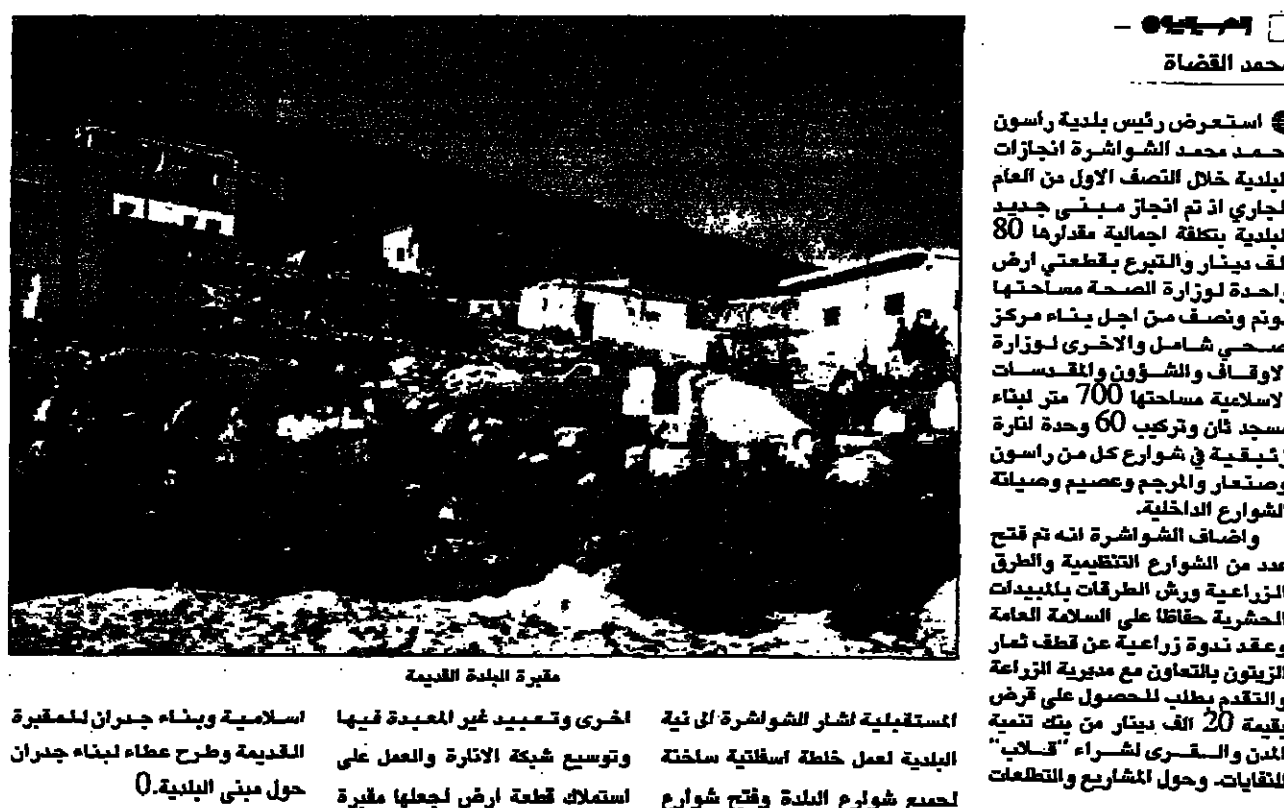 محمد القضاة
استعرض رئيس بلدية راسون
احمد محمد الشواشرة انجازات
البلدية خلال النصف الاول من العام
الجاري اذ تم انجاز مبنى جديد
للبلدية بتكلفة اجمالية مقدارها 80
الف دينار والتبرع بقطعتي ارض
واحدة لوزارة الصحة مساحتها
دونم ونصف من اجل بناء مركز
صحي شامل والاخرى لوزارة
الاوقاف والشؤون والمقدسات
الاسلامية مساحتها 700 متر لبناء
مسجد ثان وتركيب 60 وحدة انارة
زئبقية في شوارع كل من راسون
وصنعار والمرجم وعصيم وصيانة
الشوارع الداخلية.
واضاف الشواشرة انه تم فتح
عدد من الشوارع التنظيمية والطرق
الزراعية ورش الطرقات بالمبيدات
الحشرية حفاظا على السلامة العامة
وعقد ندوة زراعية عن قطف ثمار
الزيتون بالتعاون مع مديرية الزراعة
والتقدم بطلب للحصول على قرض
بقيمة 20 الف دينار من بنك تنمية
المدن والقرى لشراء "قلاب"
للنفايات. وحول المشاريع والتطلعات
مقبرة البلدة القديمة
المستقبلية اشار الشواشرة الى نية
البلدية لعمل خلطة اسفلتية ساخنة
لجميع شوارع البلدة وفتح شوارع
اخرى وتعبيد غير المعبدة فيها
وتوسيع شبكة الانارة والعمل على
استملاك قطعة ارض لجعلها مقبرة
اسلامية وبناء جدران للمقبرة
القديمة وطرح عطاء لبناء جدران
حول مبنى البلدية.0